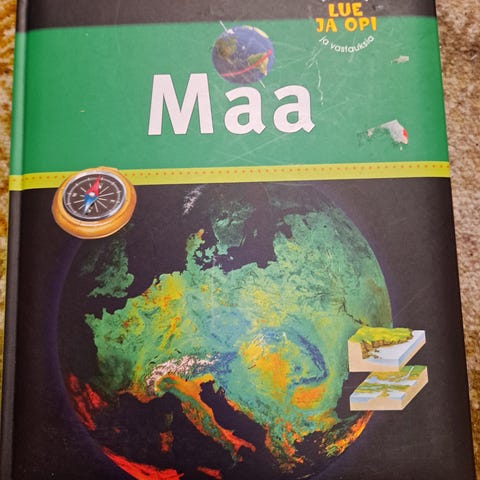 LUE
JA OPI
ja vastauksia
Maa